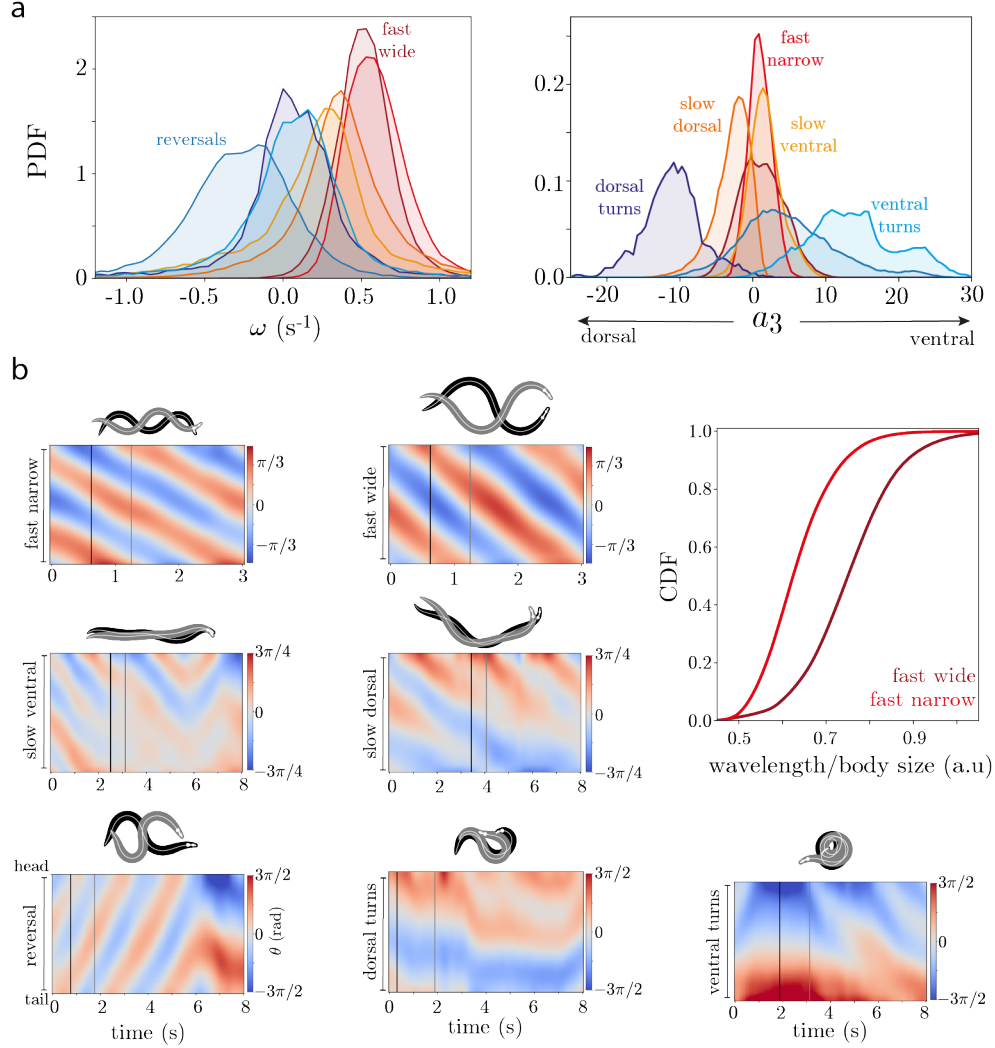 a
PDF
2
1
0
fast
wide
reversals
-1.0
-0.5
0.0
0.5
1.0
ω (s⁻¹)
0.2
0.1
0.0
fast
narrow
slow
dorsal
slow
ventral
dorsal
turns
ventral
turns
-20
-10
0
10
20
30
a₃
dorsal
ventral
b
fast narrow
π/3
0
−π/3
0
1
2
3
fast wide
π/3
0
−π/3
0
1
2
3
CDF
1.0
0.8
0.6
0.4
0.2
0.0
fast wide
fast narrow
0.5
0.7
0.9
wavelength/body size (a.u)
slow ventral
3π/4
0
−3π/4
0
2
4
6
8
slow dorsal
3π/4
0
−3π/4
0
2
4
6
8
head
reversal
tail
3π/2
0
−3π/2
θ (rad)
0
2
4
6
8
time (s)
dorsal turns
3π/2
0
−3π/2
0
2
4
6
8
time (s)
ventral turns
3π/2
0
−3π/2
0
2
4
6
8
time (s)